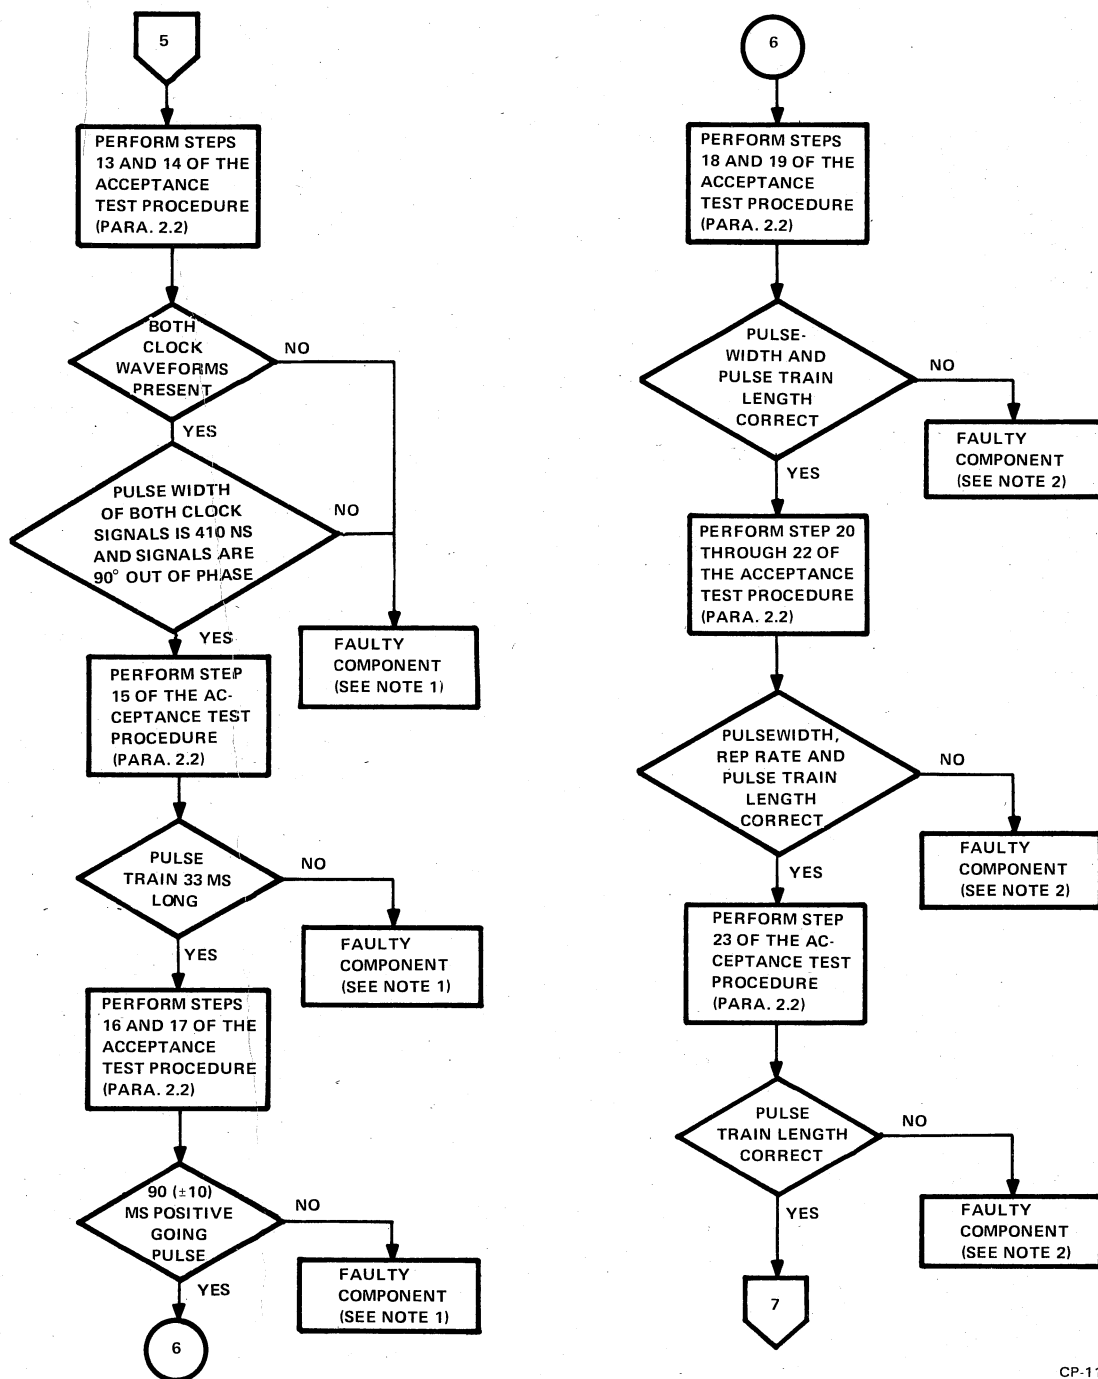 5
PERFORM STEPS
13 AND 14 OF THE
ACCEPTANCE
TEST PROCEDURE
(PARA. 2.2)
BOTH
CLOCK
WAVEFORMS
PRESENT
NO
YES
PULSE WIDTH
OF BOTH CLOCK
SIGNALS IS 410 NS
AND SIGNALS ARE
90° OUT OF PHASE
NO
YES
FAULTY
COMPONENT
(SEE NOTE 1)
PERFORM STEP
15 OF THE AC-
CEPTANCE TEST
PROCEDURE
(PARA. 2.2)
PULSE
TRAIN 33 MS
LONG
NO
YES
FAULTY
COMPONENT
(SEE NOTE 1)
PERFORM STEPS
16 AND 17 OF THE
ACCEPTANCE
TEST PROCEDURE
(PARA. 2.2)
90 (±10)
MS POSITIVE
GOING
PULSE
NO
YES
FAULTY
COMPONENT
(SEE NOTE 1)
6
6
PERFORM STEPS
18 AND 19 OF THE
ACCEPTANCE
TEST PROCEDURE
(PARA. 2.2)
PULSE-
WIDTH AND
PULSE TRAIN
LENGTH
CORRECT
NO
YES
FAULTY
COMPONENT
(SEE NOTE 2)
PERFORM STEP 20
THROUGH 22 OF
THE ACCEPTANCE
TEST PROCEDURE
(PARA. 2.2)
PULSEWIDTH,
REP RATE AND
PULSE TRAIN
LENGTH
CORRECT
NO
YES
FAULTY
COMPONENT
(SEE NOTE 2)
PERFORM STEP
23 OF THE AC-
CEPTANCE TEST
PROCEDURE
(PARA. 2.2)
PULSE
TRAIN LENGTH
CORRECT
NO
YES
FAULTY
COMPONENT
(SEE NOTE 2)
7
CP-11